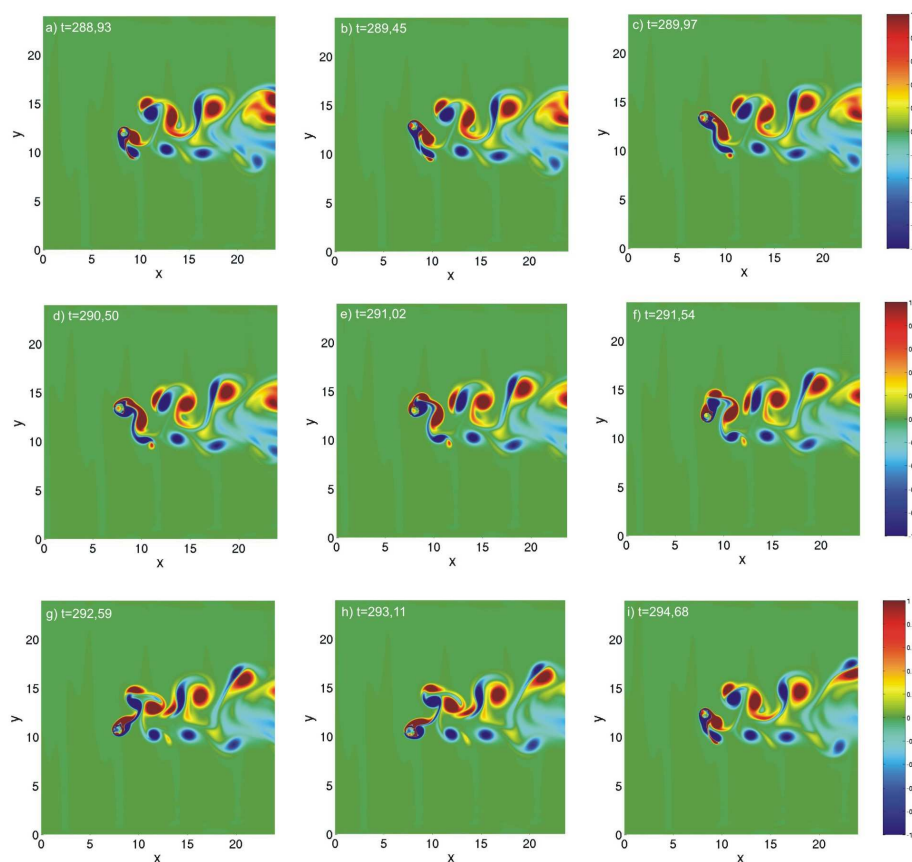 a) t=288,93
b) t=289,45
c) t=289,97
20
15
10
5
0
y
0 5 10 15 20
x
20
15
10
5
0
y
0 5 10 15 20
x
20
15
10
5
0
y
0 5 10 15 20
x
d) t=290,50
e) t=291,02
f) t=291,54
20
15
10
5
0
y
0 5 10 15 20
x
20
15
10
5
0
y
0 5 10 15 20
x
20
15
10
5
0
y
0 5 10 15 20
x
g) t=292,59
h) t=293,11
i) t=294,68
20
15
10
5
0
y
0 5 10 15 20
x
20
15
10
5
0
y
0 5 10 15 20
x
20
15
10
5
0
y
0 5 10 15 20
x